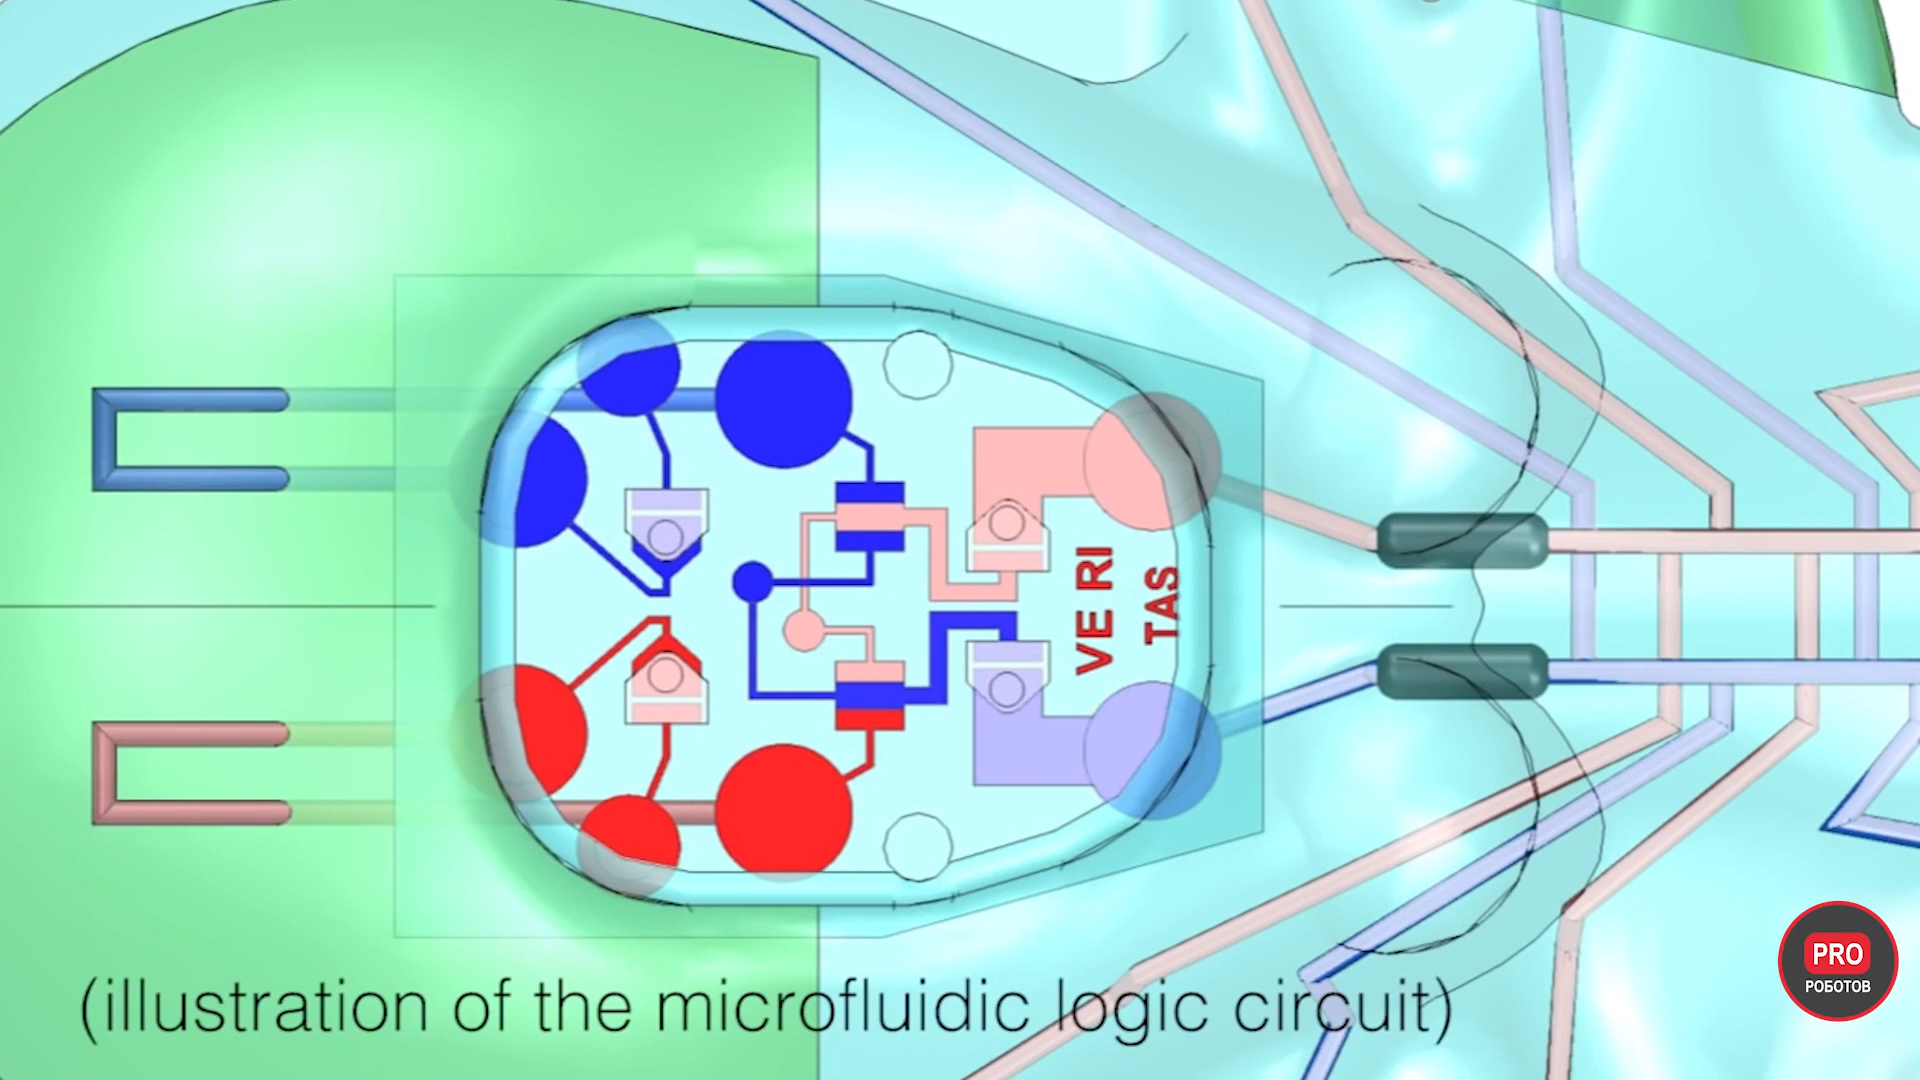 VE RI
TAS
(illustration of the microfluidic logic circuit)
PRO
РОБОТОВ